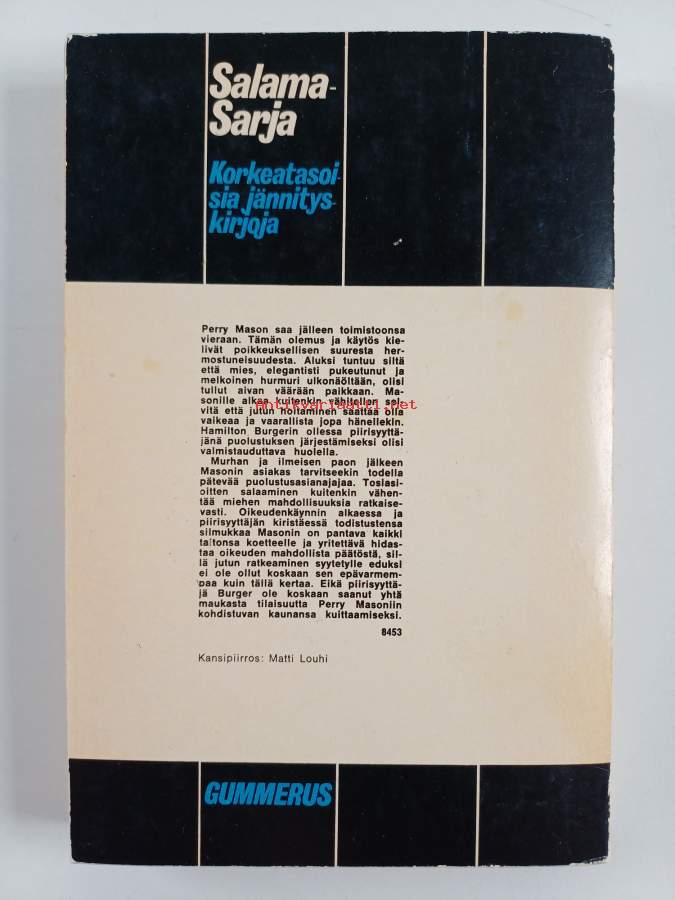 Salama-
Sarja
Korkeatasoi-
sia jännitys-
kirjoja
Perry Mason saa jälleen toimistoonsa
vieraan. Tämän olemus ja käytös kie-
livät poikkeuksellisen suuresta her-
mostuneisuudesta. Aluksi tuntuu siltä
että mies, elegantisti pukeutunut ja
melkoinen hurmuri ulkonäöltään, olisi
tullut aivan väärään paikkaan. Ma-
sonille alkaa kuitenkin vähitellen sel-
antikvariaatti.net
vitä että jutun hoitaminen saattaa olla
vaikeaa ja vaarallista jopa hänellekin.
Hamilton Burgerin ollessa piirisyyttä-
jänä puolustuksen järjestämiseksi olisi
valmistauduttava huolella.
Murhan ja ilmeisen paon jälkeen
Masonin asiakas tarvitseekin todella
pätevää puolustusasianajajaa. Tosiasi-
oitten salaaminen kuitenkin vähen-
tää miehen mahdollisuuksia ratkaise-
vasti. Oikeudenkäynnin alkaessa ja
piirisyyttäjän kiristäessä todistustensa
silmukkaa Masonin on pantava kaikki
taitonsa koetteelle ja yritettävä hidas-
taa oikeuden mahdollista päätöstä, sil-
lä jutun ratkeaminen syytetylle eduksi
ei ole ollut koskaan sen epävarmem-
paa kuin tällä kertaa. Eikä piirisyyttä-
jä Burger ole koskaan saanut yhtä
maukasta tilaisuutta Perry Masoniin
kohdistuvan kaunansa kuittaamiseksi.
8453
Kansipiirros: Matti Louhi
GUMMERUS